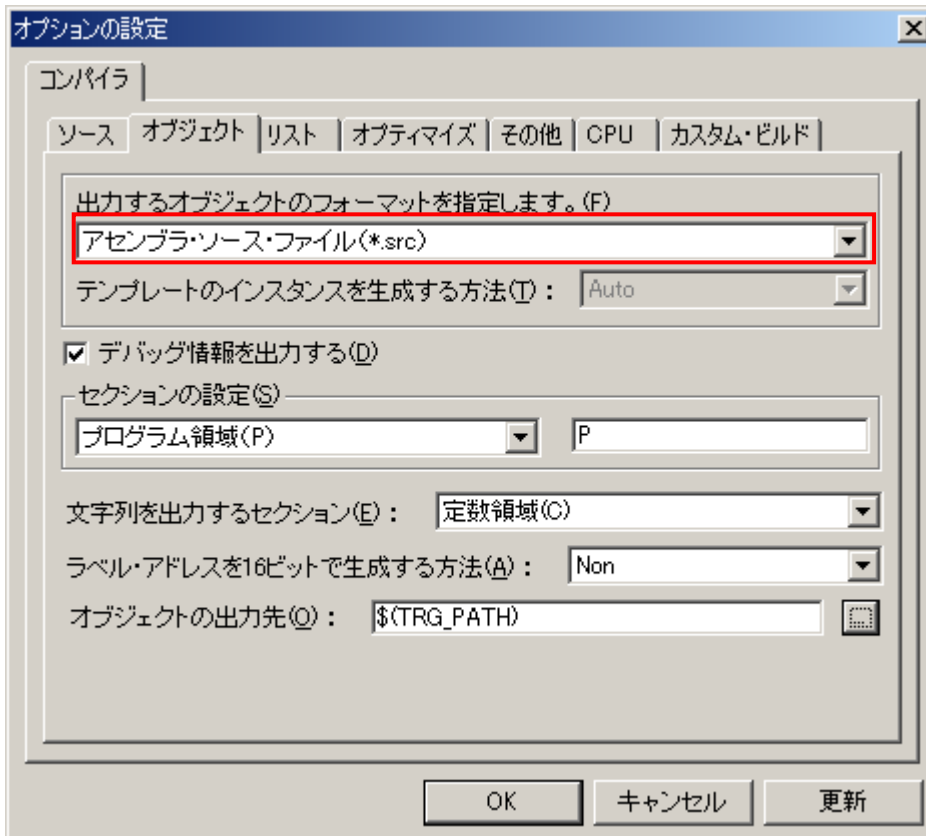 オプションの設定
コンパイラ
ソース オブジェクト リスト オプティマイズ その他 CPU カスタム・ビルド
出力するオブジェクトのフォーマットを指定します。(F)
アセンブラ・ソース・ファイル(*.src)
テンプレートのインスタンスを生成する方法(T)： Auto
デバッグ情報を出力する(D)
セクションの設定(S)
プログラム領域(P) P
文字列を出力するセクション(E)： 定数領域(C)
ラベル・アドレスを16ビットで生成する方法(A)： Non
オブジェクトの出力先(O)： $(TRG_PATH)
OK キャンセル 更新